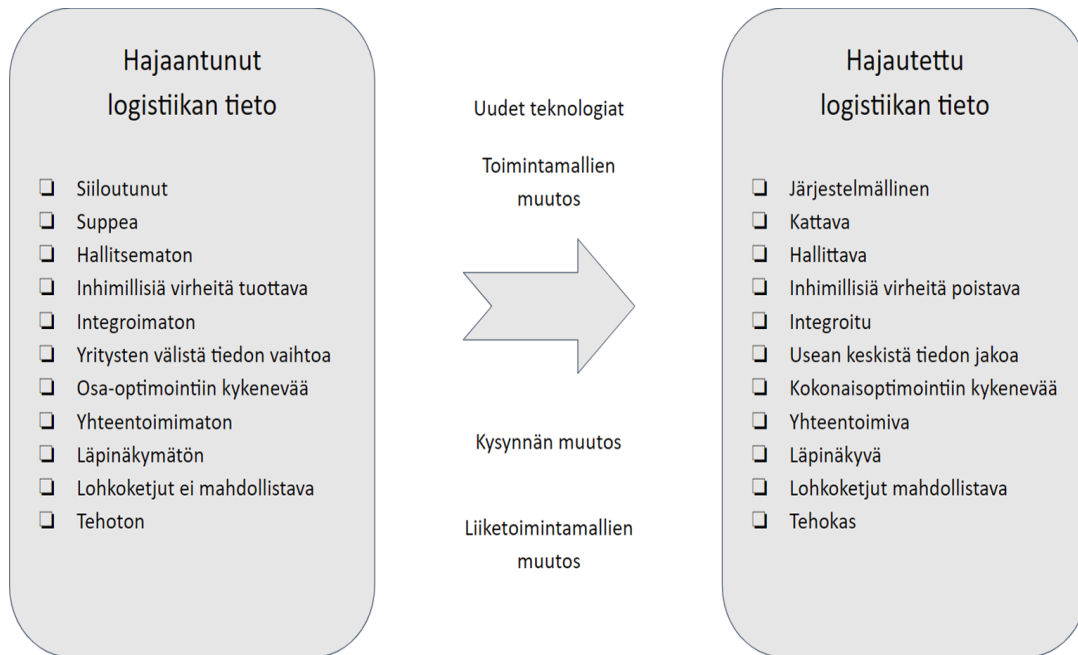 Hajaantunut
logistiikan tieto
Siiloutunut
Suppea
Hallitsematon
Inhimillisiä virheitä tuottava
Integroimaton
Yritysten välistä tiedon vaihtoa
Osa-optimointiin kykenevää
Yhteentoimimaton
Läpinäkymätön
Lohkoketjut ei mahdollistava
Tehoton
Uudet teknologiat
Toimintamallien
muutos
Kysynnän muutos
Liiketoimintamallien
muutos
Hajautettu
logistiikan tieto
Järjestelmällinen
Kattava
Hallittava
Inhimillisiä virheitä poistava
Integroitu
Usean keskistä tiedon jakoa
Kokonaisoptimointiin kykenevää
Yhteentoimiva
Läpinäkyvä
Lohkoketjut mahdollistava
Tehokas